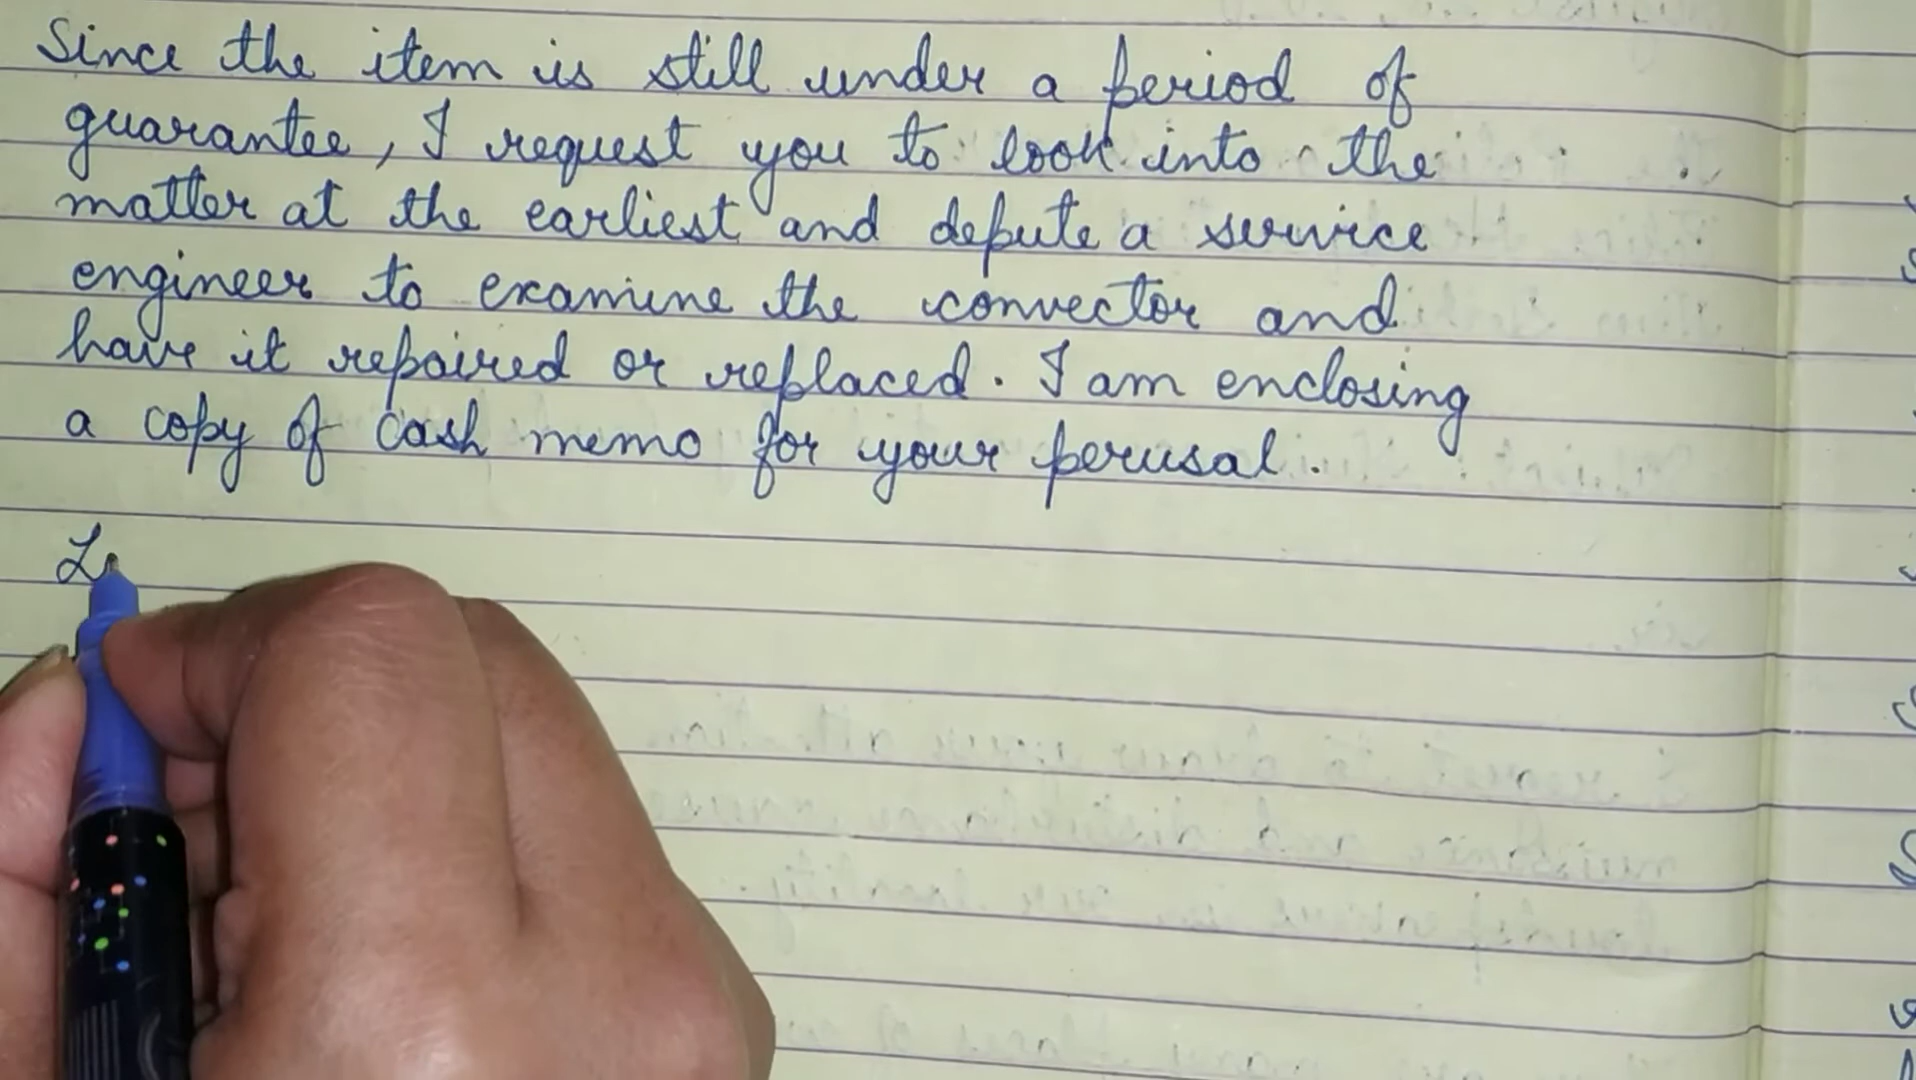 Since the item is still under a period of
guarantee, I request you to look into the
matter at the earliest and depute a service
engineer to examine the convector and
have it repaired or replaced. I am enclosing
a copy of cash memo for your perusal.